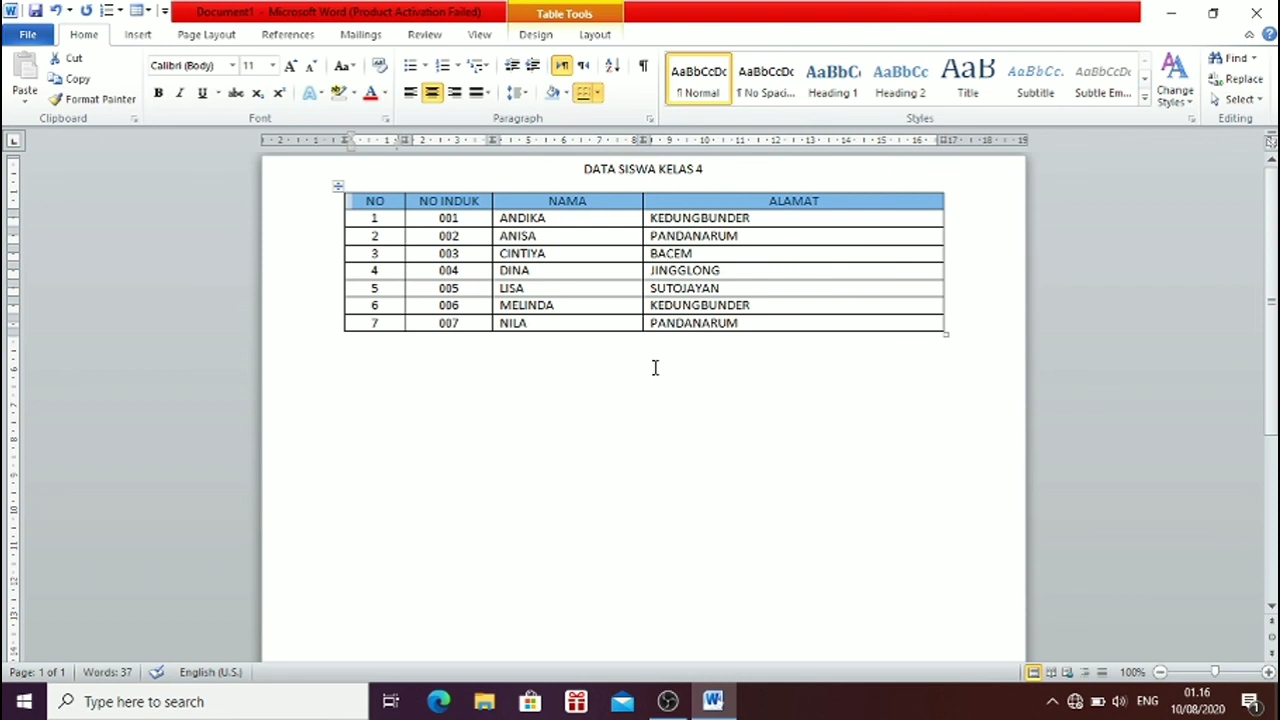 Document1 - Microsoft Word (Product Activation Failed)
Table Tools
File Home Insert Page Layout References Mailings Review View Design Layout
Paste
Cut
Copy
Format Painter
Clipboard
Calibri (Body) 11
B I U abc x₂ x²
Aa
Font
Paragraph
AaBbCcDc AaBbCcDc AaBbC AaBbCc AaB AaBbCc. AaBbCcDc
¶ Normal ¶ No Spaci... Heading 1 Heading 2 Title Subtitle Subtle Em...
Change Styles
Styles
Find
Replace
Select
Editing
DATA SISWA KELAS 4
NO NO INDUK NAMA ALAMAT
1 001 ANDIKA KEDUNGBUNDER
2 002 ANISA PANDANARUM
3 003 CINTIYA BACEM
4 004 DINA JINGGLONG
5 005 LISA SUTOJAYAN
6 006 MELINDA KEDUNGBUNDER
7 007 NILA PANDANARUM
Page: 1 of 1 Words: 37 English (U.S.) 100%
Type here to search
ENG
01.16
10/08/2020